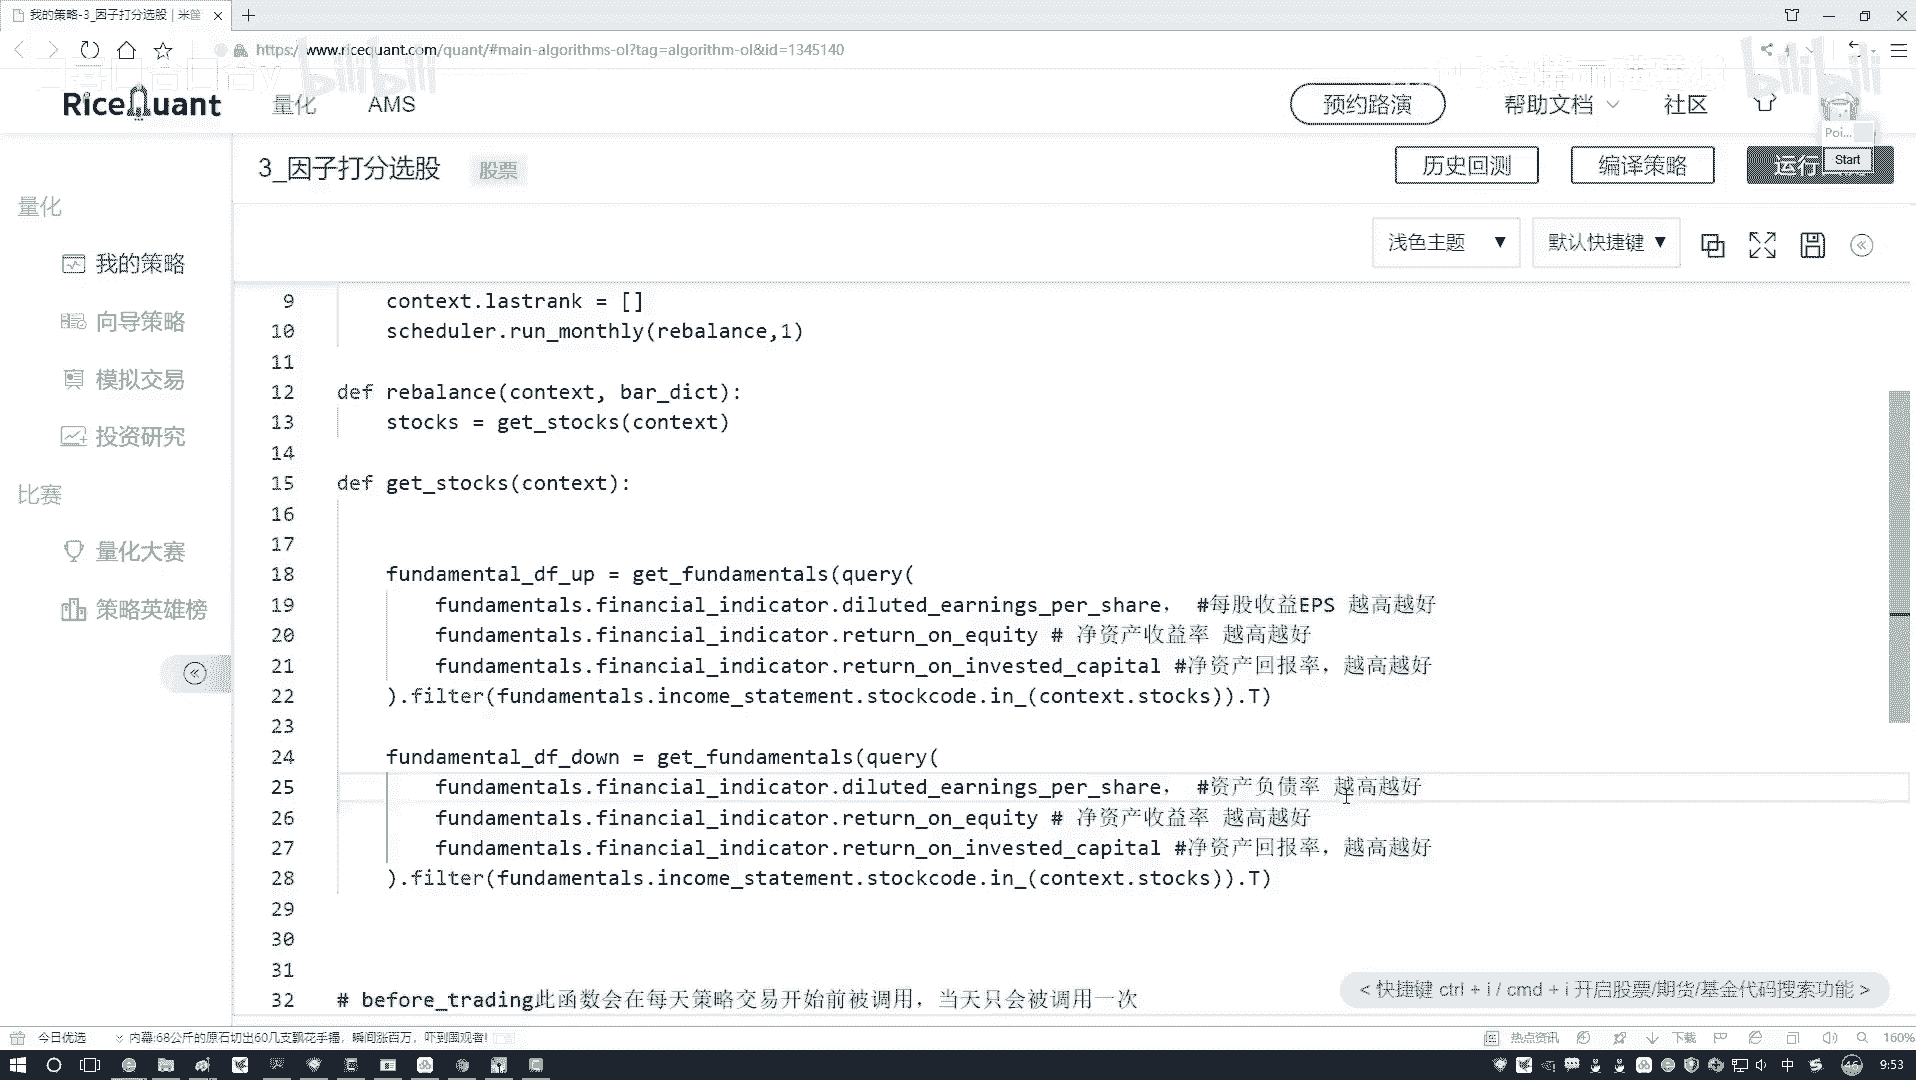 我的策略-3_因子打分选股 | 米筐
https://www.ricequant.com/quant/#main-algorithms-ol?tag=algorithm-ol&id=1345140
bilibili
bilibili
RiceQuant
量化
AMS
预约路演
帮助文档
社区
Poi...
Start
3_因子打分选股
股票
历史回测
编译策略
运行
量化
我的策略
向导策略
模拟交易
投资研究
比赛
量化大赛
策略英雄榜
浅色主题 ▼
默认快捷键 ▼
9 context.lastrank = []
10 scheduler.run_monthly(rebalance,1)
11
12 def rebalance(context, bar_dict):
13 stocks = get_stocks(context)
14
15 def get_stocks(context):
16
17
18 fundamental_df_up = get_fundamentals(query(
19 fundamentals.financial_indicator.diluted_earnings_per_share， #每股收益EPS 越高越好
20 fundamentals.financial_indicator.return_on_equity # 净资产收益率 越高越好
21 fundamentals.financial_indicator.return_on_invested_capital #净资产回报率，越高越好
22 ).filter(fundamentals.income_statement.stockcode.in_(context.stocks)).T)
23
24 fundamental_df_down = get_fundamentals(query(
25 fundamentals.financial_indicator.diluted_earnings_per_share， #资产负债率 越高越好
26 fundamentals.financial_indicator.return_on_equity # 净资产收益率 越高越好
27 fundamentals.financial_indicator.return_on_invested_capital #净资产回报率，越高越好
28 ).filter(fundamentals.income_statement.stockcode.in_(context.stocks)).T)
29
30
31
32 # before_trading此函数会在每天策略交易开始前被调用，当天只会被调用一次
< 快捷键 ctrl + i / cmd + i 开启股票/期货/基金代码搜索功能 >
今日优选
内幕:68公斤的原石切出60几支飘花手镯，瞬间涨百万，吓到围观者!
热点资讯
下载
160%
中
46
9:53